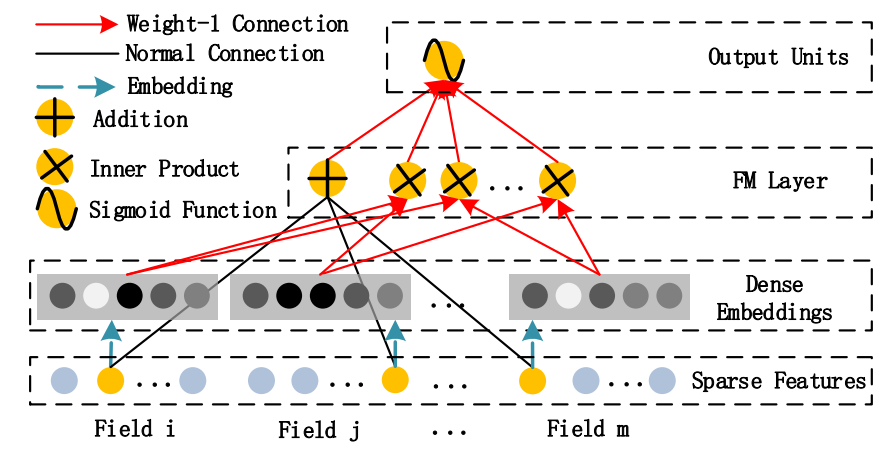 Weight-1 Connection
Normal Connection
Embedding
Addition
Inner Product
Sigmoid Function
Output Units
FM Layer
...
Dense
Embeddings
...
Sparse Features
... ... ... ...
Field i Field j ... Field m